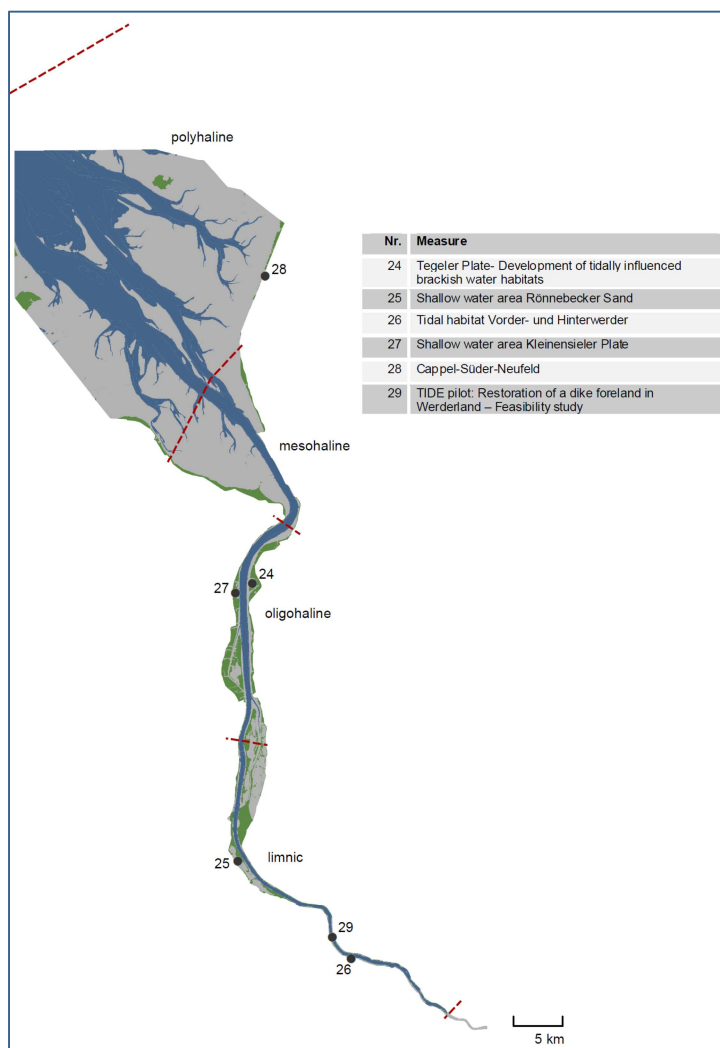 polyhaline
28
Nr. Measure
24 Tegeler Plate- Development of tidally influenced
brackish water habitats
25 Shallow water area Rönnebecker Sand
26 Tidal habitat Vorder- und Hinterwerder
27 Shallow water area Kleinensieler Plate
28 Cappel-Süder-Neufeld
29 TIDE pilot: Restoration of a dike foreland in
Werderland – Feasibility study
mesohaline
24
27
oligohaline
limnic
25
29
26
5 km